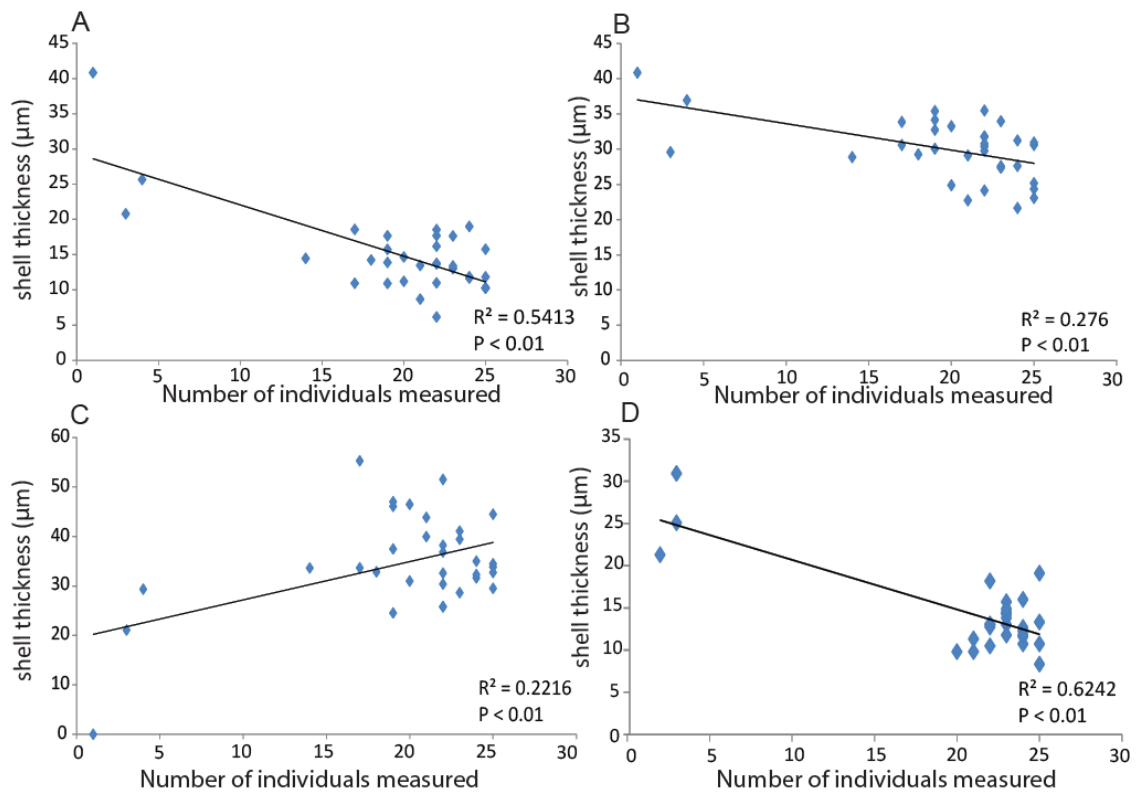 A
45
40
35
30
25
20
15
10
5
0
shell thickness (µm)
0 5 10 15 20 25 30
Number of individuals measured
R² = 0.5413
P < 0.01
B
45
40
35
30
25
20
15
10
5
0
shell thickness (µm)
0 5 10 15 20 25 30
Number of individuals measured
R² = 0.276
P < 0.01
C
60
50
40
30
20
10
0
shell thickness (µm)
0 5 10 15 20 25 30
Number of individuals measured
R² = 0.2216
P < 0.01
D
35
30
25
20
15
10
5
0
shell thickness (µm)
0 5 10 15 20 25 30
Number of individuals measured
R² = 0.6242
P < 0.01